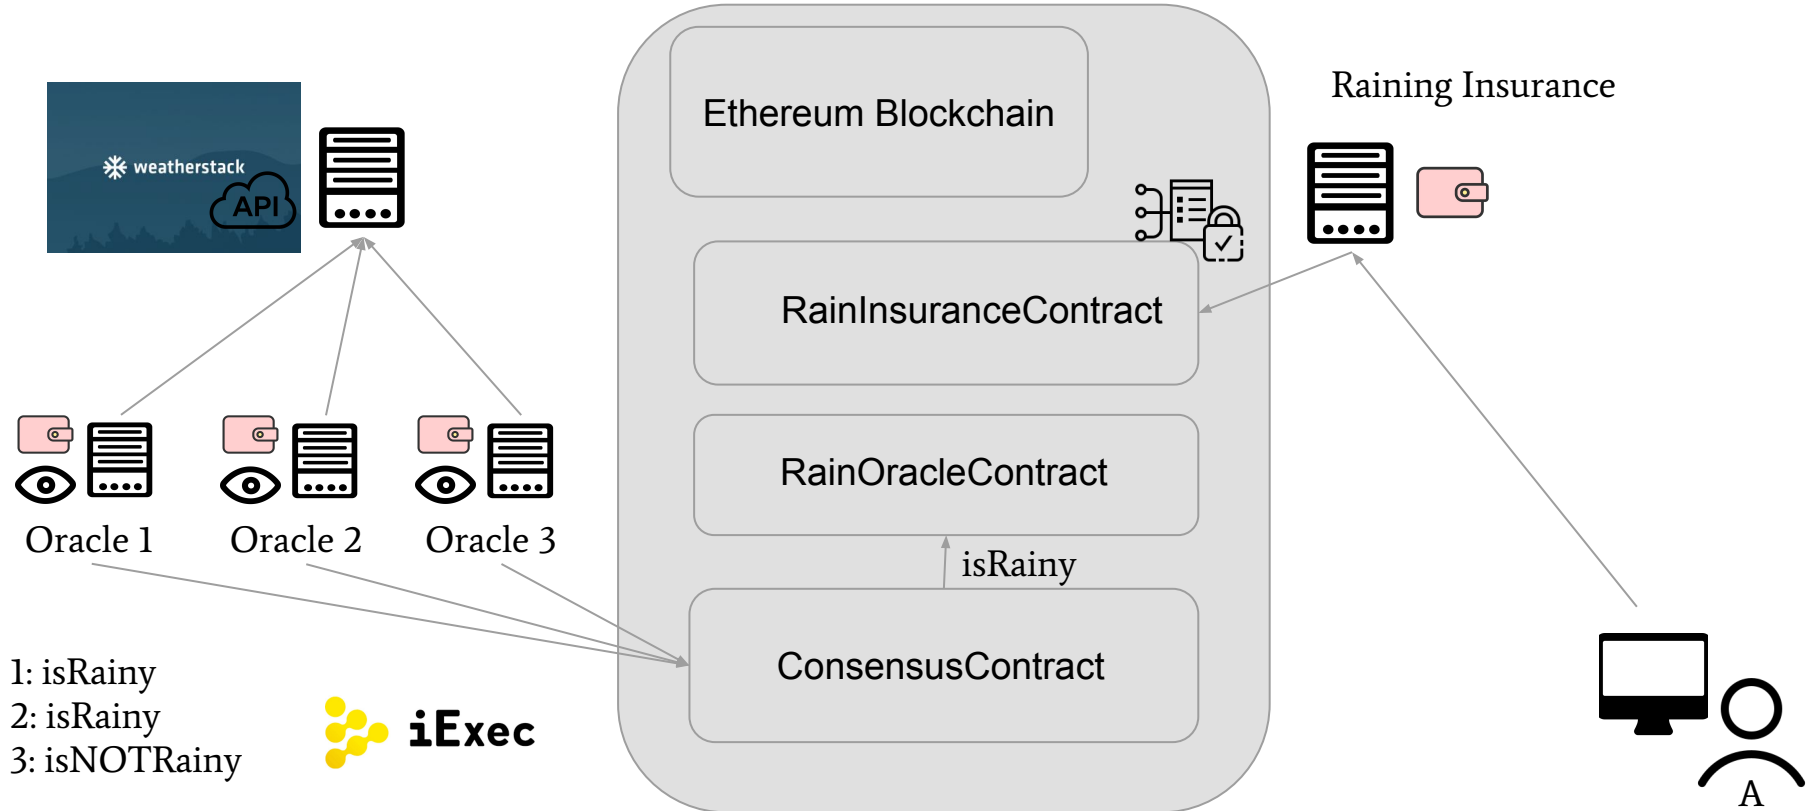 Ethereum Blockchain
Raining Insurance
weatherstack
API
RainInsuranceContract
RainOracleContract
Oracle 1
Oracle 2
Oracle 3
isRainy
ConsensusContract
1: isRainy
2: isRainy
3: isNOTRainy
iExec
A